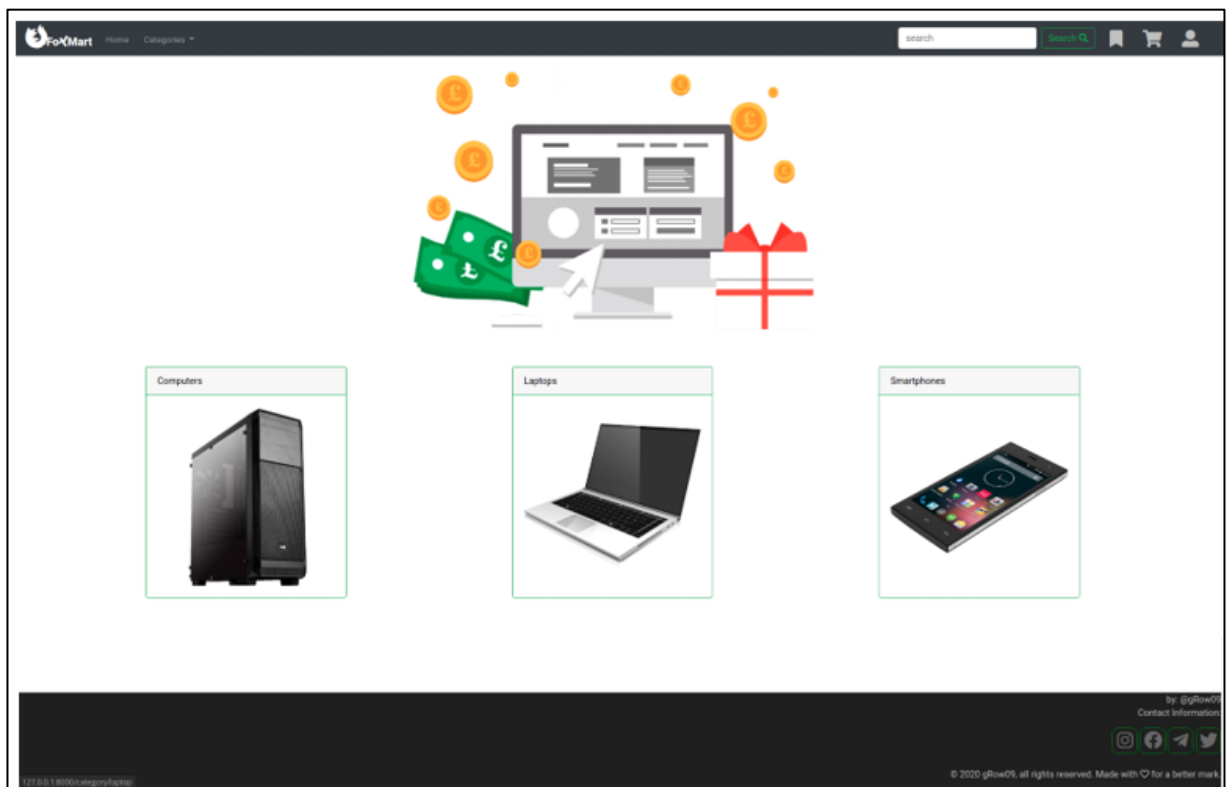 FoXMart Home Categories search Search
Computers
Laptops
Smartphones
by: @gRow09
Contact Information:
© 2020 gRow09, all rights reserved. Made with ♡ for a better mark.
127.0.0.1:8000/category/laptop